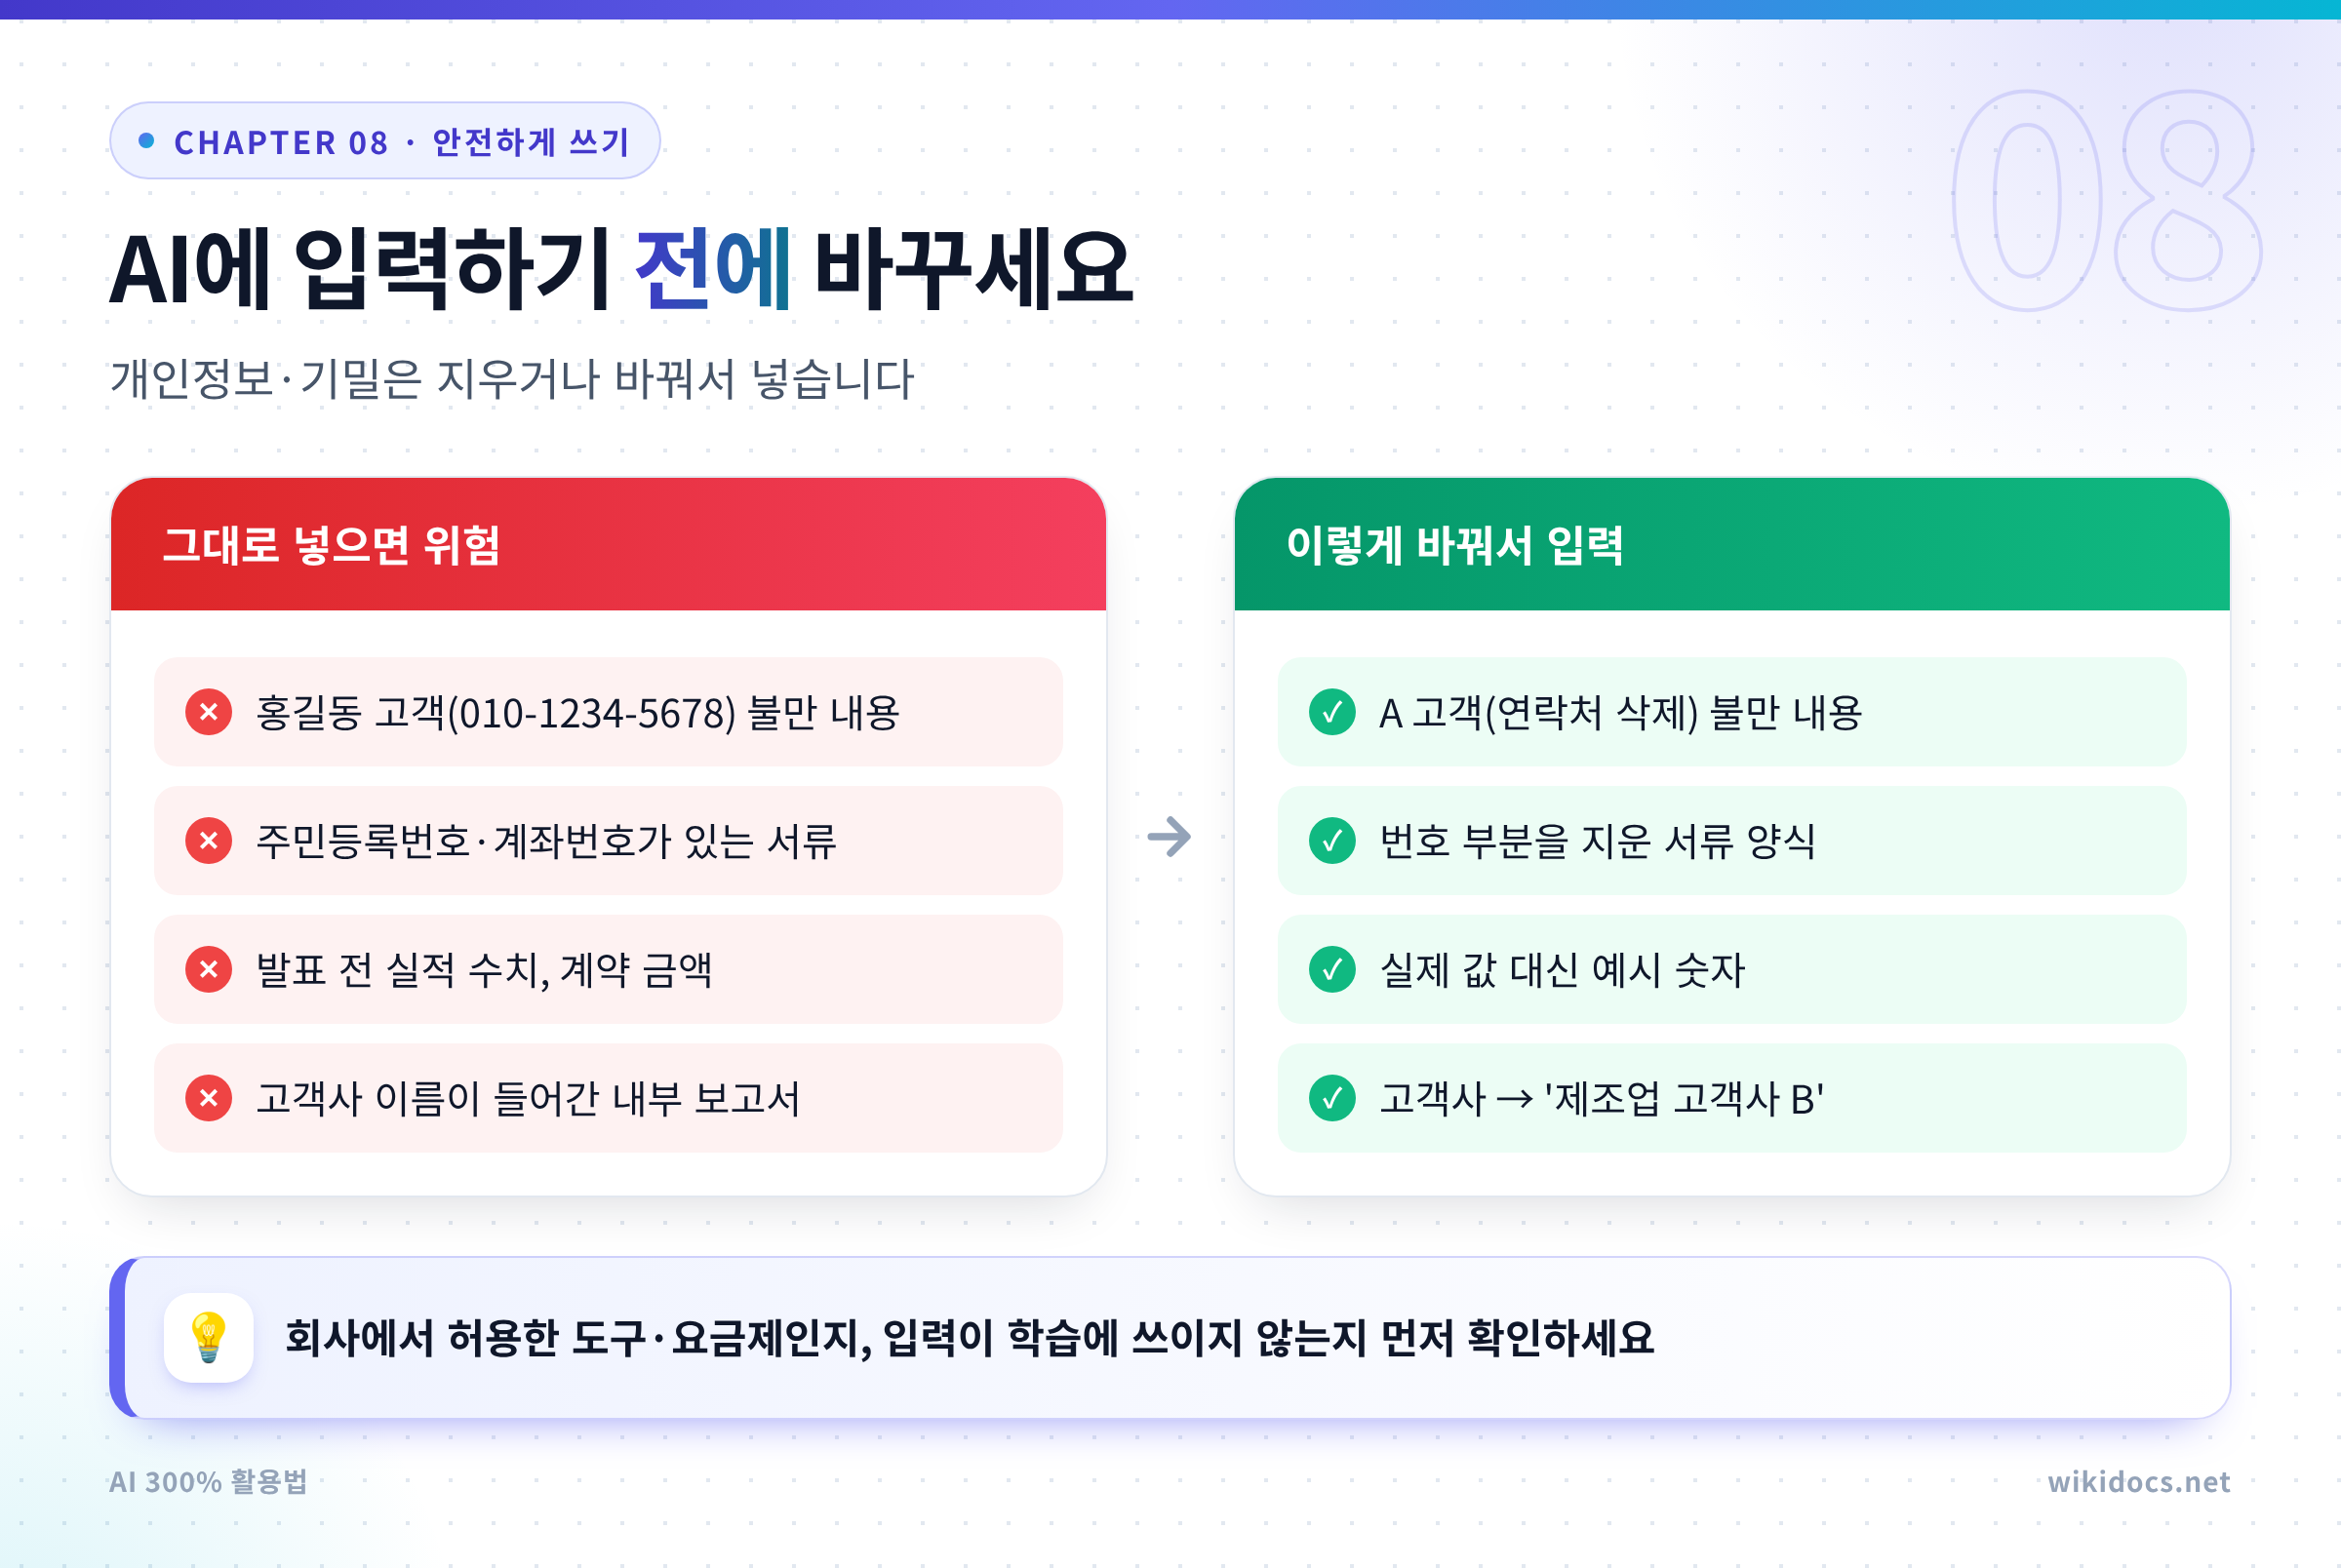 CHAPTER 08 · 안전하게 쓰기
08
AI에 입력하기 전에 바꾸세요
개인정보·기밀은 지우거나 바꿔서 넣습니다
그대로 넣으면 위험
홍길동 고객(010-1234-5678) 불만 내용
주민등록번호·계좌번호가 있는 서류
발표 전 실적 수치, 계약 금액
고객사 이름이 들어간 내부 보고서
이렇게 바꿔서 입력
A 고객(연락처 삭제) 불만 내용
번호 부분을 지운 서류 양식
실제 값 대신 예시 숫자
고객사 → '제조업 고객사 B'
회사에서 허용한 도구·요금제인지, 입력이 학습에 쓰이지 않는지 먼저 확인하세요
AI 300% 활용법
wikidocs.net